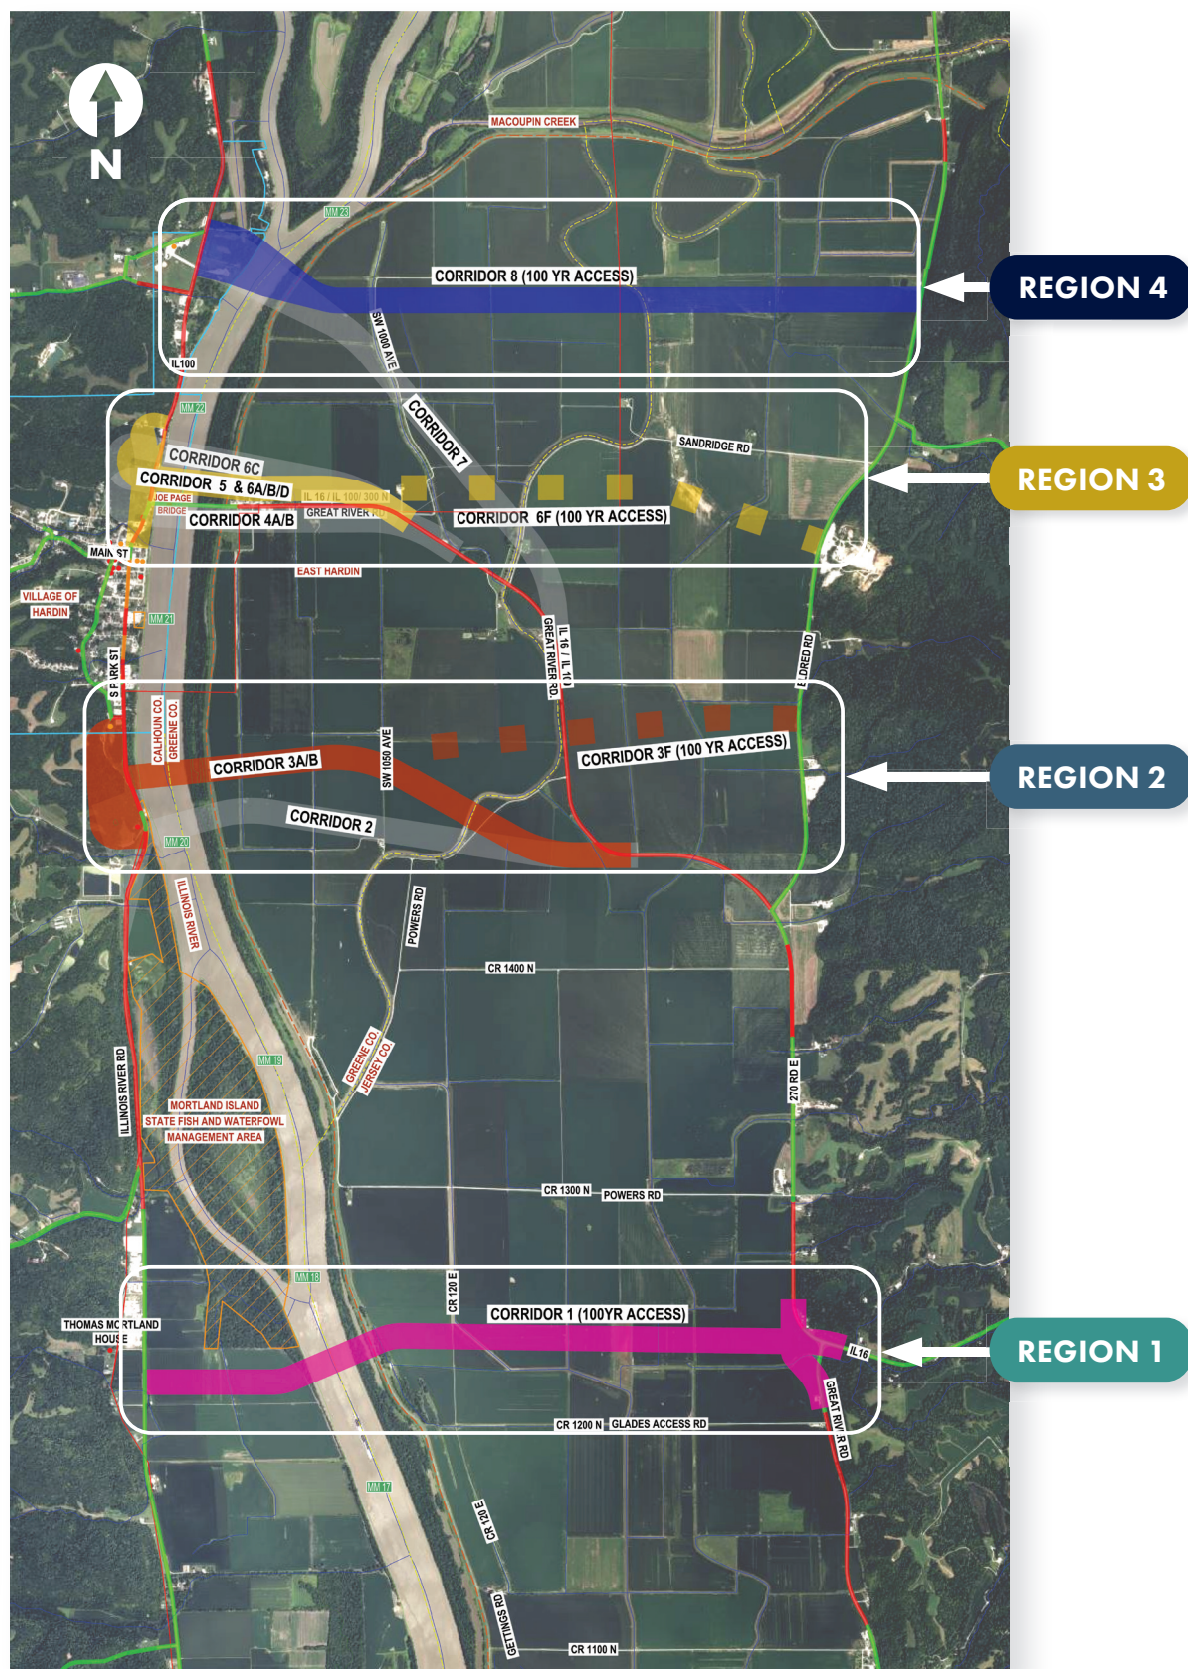 N
MACOUPIN CREEK
MM 23
CORRIDOR 8 (100 YR ACCESS)
REGION 4
SW 1000 AVE
IL100
MM 22
CORRIDOR 7
SANDRIDGE RD
CORRIDOR 6C
CORRIDOR 5 & 6A/B/D
REGION 3
JOE PAGE
BRIDGE
IL 16 / IL 100/ 300 N
GREAT RIVER RD
CORRIDOR 4A/B
CORRIDOR 6F (100 YR ACCESS)
MAIN ST
EAST HARDIN
VILLAGE OF
HARDIN
MM 21
S PARK ST
IL 16 / IL 10
GREAT RIVER RD.
ELDRED RD
CALHOUN CO.
GREENE CO.
SW 1050 AVE
CORRIDOR 3A/B
CORRIDOR 3F (100 YR ACCESS)
REGION 2
CORRIDOR 2
MM 20
ILLINOIS RIVER
POWERS RD
CR 1400 N
GREENE CO.
JERSEY CO.
MM 19
270 RD E
ILLINOIS RIVER RD
MORTLAND ISLAND
STATE FISH AND WATERFOWL
MANAGEMENT AREA
CR 1300 N
POWERS RD
MM 18
CR 120 E
CORRIDOR 1 (100YR ACCESS)
THOMAS MORTLAND
HOUSE
IL16
REGION 1
GREAT RIVER RD
CR 1200 N
GLADES ACCESS RD
MM 17
CR 120 E
GETTINGS RD
CR 1100 N